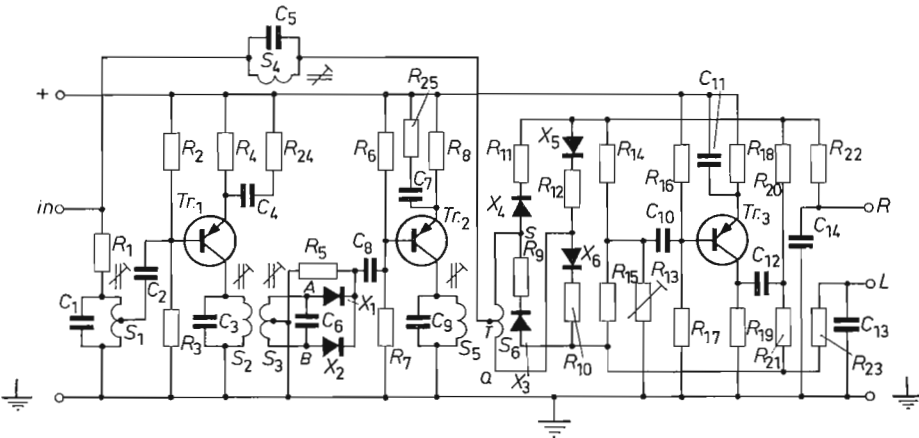 C5
S4
R25
C11
+
R2
R4
R24
R6
R8
R11
X5
R14
R16
R18
R20
R22
C4
C7
R12
Tr.1
Tr.2
X4
C10
Tr.3
in
R
R1
R5
C8
S
R9
X6
R15
R13
C12
C14
C2
A
X1
L
C1
S1
C3
C6
C9
T
S6
R17
R19
C13
R3
S2
S3
B
X2
R7
S5
Q
X3
R10
R21
R23